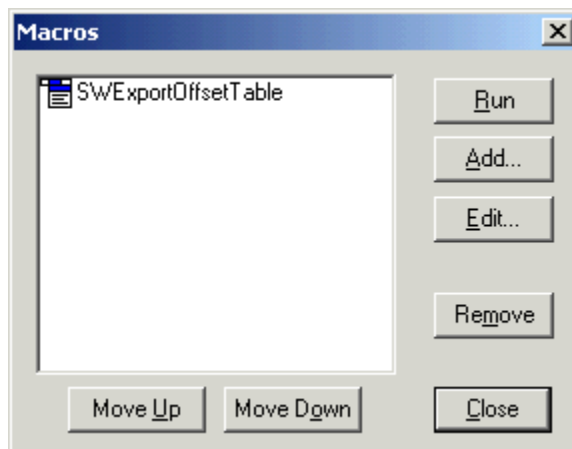 Macros
SWExportOffsetTable
Run
Add...
Edit...
Remove
Move Up Move Down Close